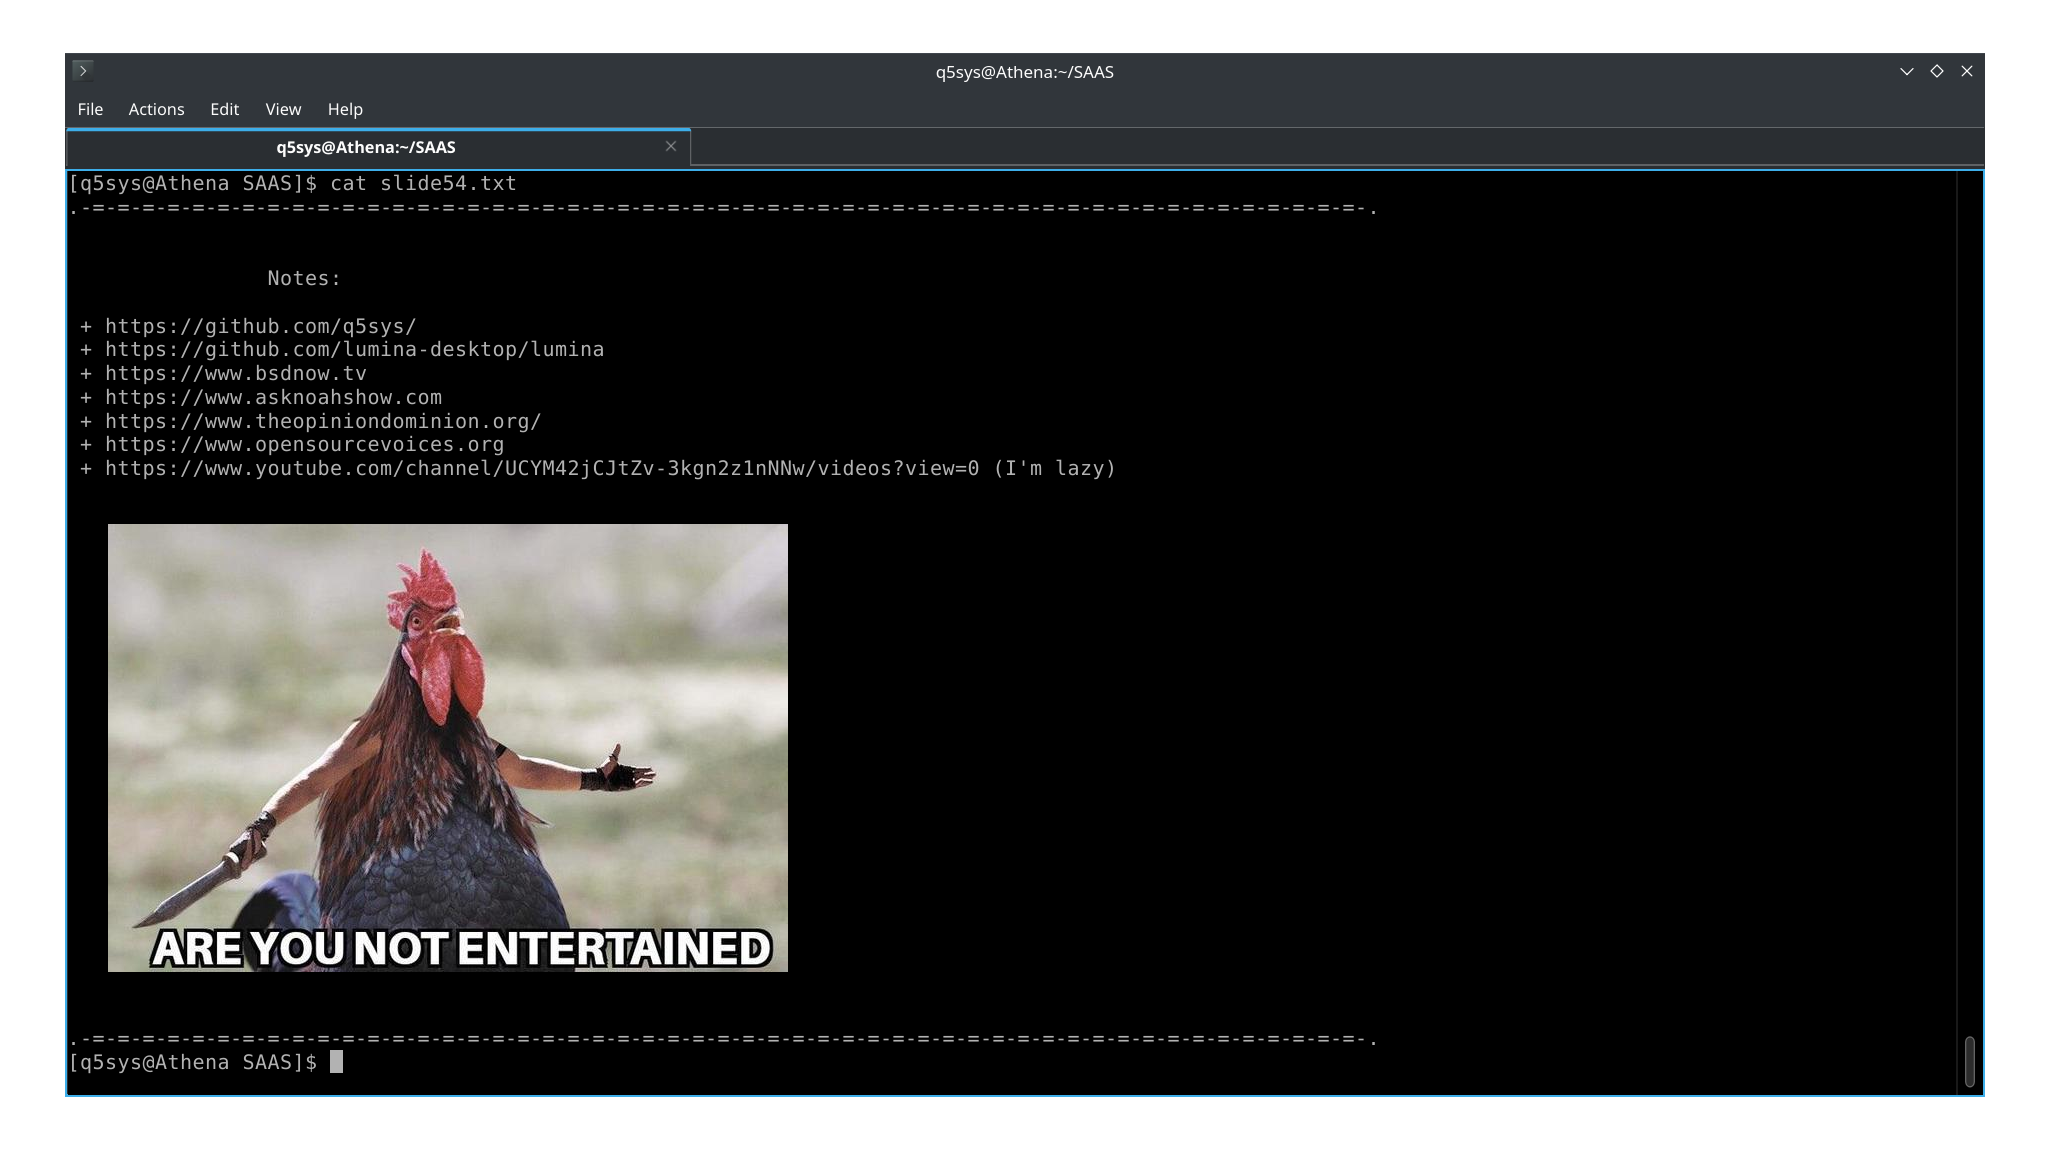 q5sys@Athena:~/SAAS
File Actions Edit View Help
q5sys@Athena:~/SAAS
[q5sys@Athena SAAS]$ cat slide54.txt
.-=-=-=-=-=-=-=-=-=-=-=-=-=-=-=-=-=-=-=-=-=-=-=-=-=-=-=-=-=-=-=-=-=-=-=-=-=-=-=-=-=-=-=-=-=-=-=-=-=-=-=-=-.
Notes:
+ https://github.com/q5sys/
+ https://github.com/lumina-desktop/lumina
+ https://www.bsdnow.tv
+ https://www.asknoahshow.com
+ https://www.theopiniondominion.org/
+ https://www.opensourcevoices.org
+ https://www.youtube.com/channel/UCYM42jCJtZv-3kgn2z1nNNw/videos?view=0 (I'm lazy)
ARE YOU NOT ENTERTAINED
.-=-=-=-=-=-=-=-=-=-=-=-=-=-=-=-=-=-=-=-=-=-=-=-=-=-=-=-=-=-=-=-=-=-=-=-=-=-=-=-=-=-=-=-=-=-=-=-=-=-=-=-=-.
[q5sys@Athena SAAS]$